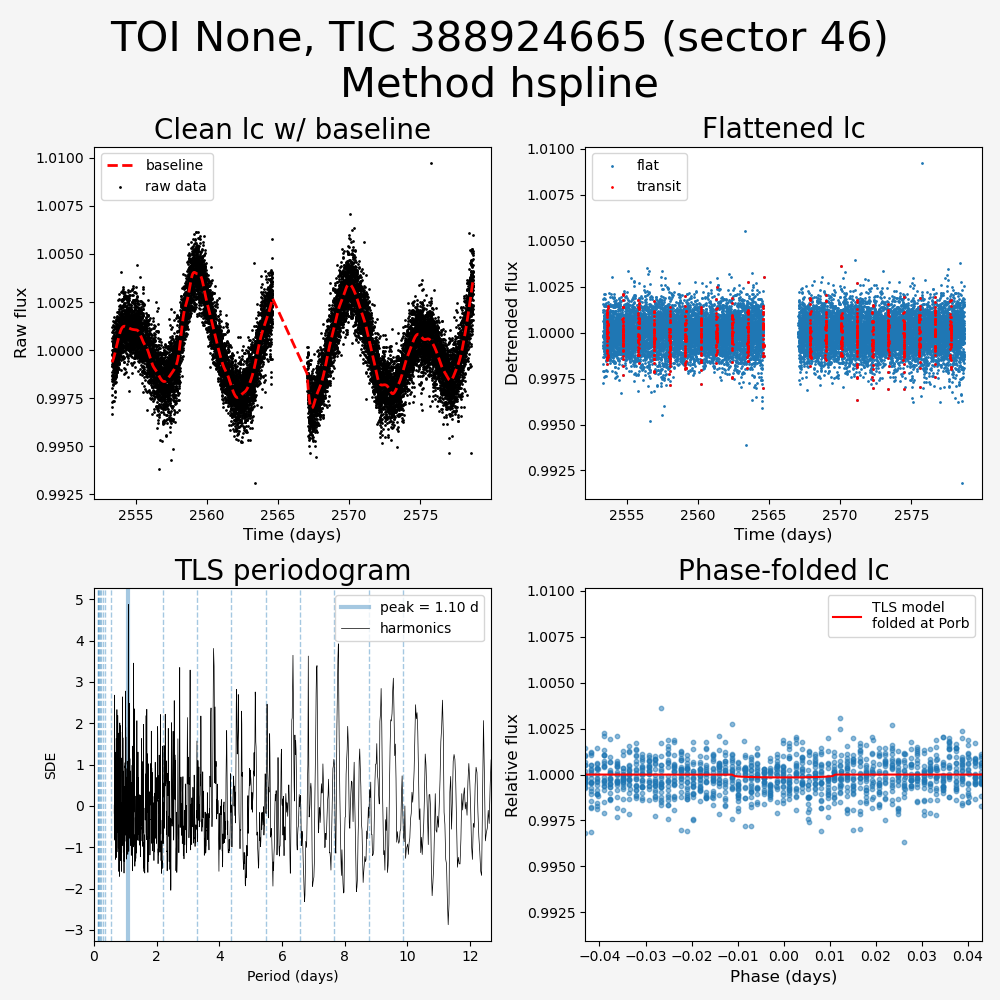 TOI None, TIC 388924665 (sector 46)
Method hspline
Clean lc w/ baseline
Flattened lc
baseline
raw data
flat
transit
1.0100
1.0075
1.0050
1.0025
1.0000
0.9975
0.9950
0.9925
Raw flux
2555 2560 2565 2570 2575
Time (days)
1.0100
1.0075
1.0050
1.0025
1.0000
0.9975
0.9950
0.9925
Detrended flux
2555 2560 2565 2570 2575
Time (days)
TLS periodogram
Phase-folded lc
peak = 1.10 d
harmonics
5
4
3
2
1
0
−1
−2
−3
SDE
0 2 4 6 8 10 12
Period (days)
TLS model
folded at Porb
1.0100
1.0075
1.0050
1.0025
1.0000
0.9975
0.9950
0.9925
Relative flux
−0.04 −0.03 −0.02 −0.01 0.00 0.01 0.02 0.03 0.04
Phase (days)